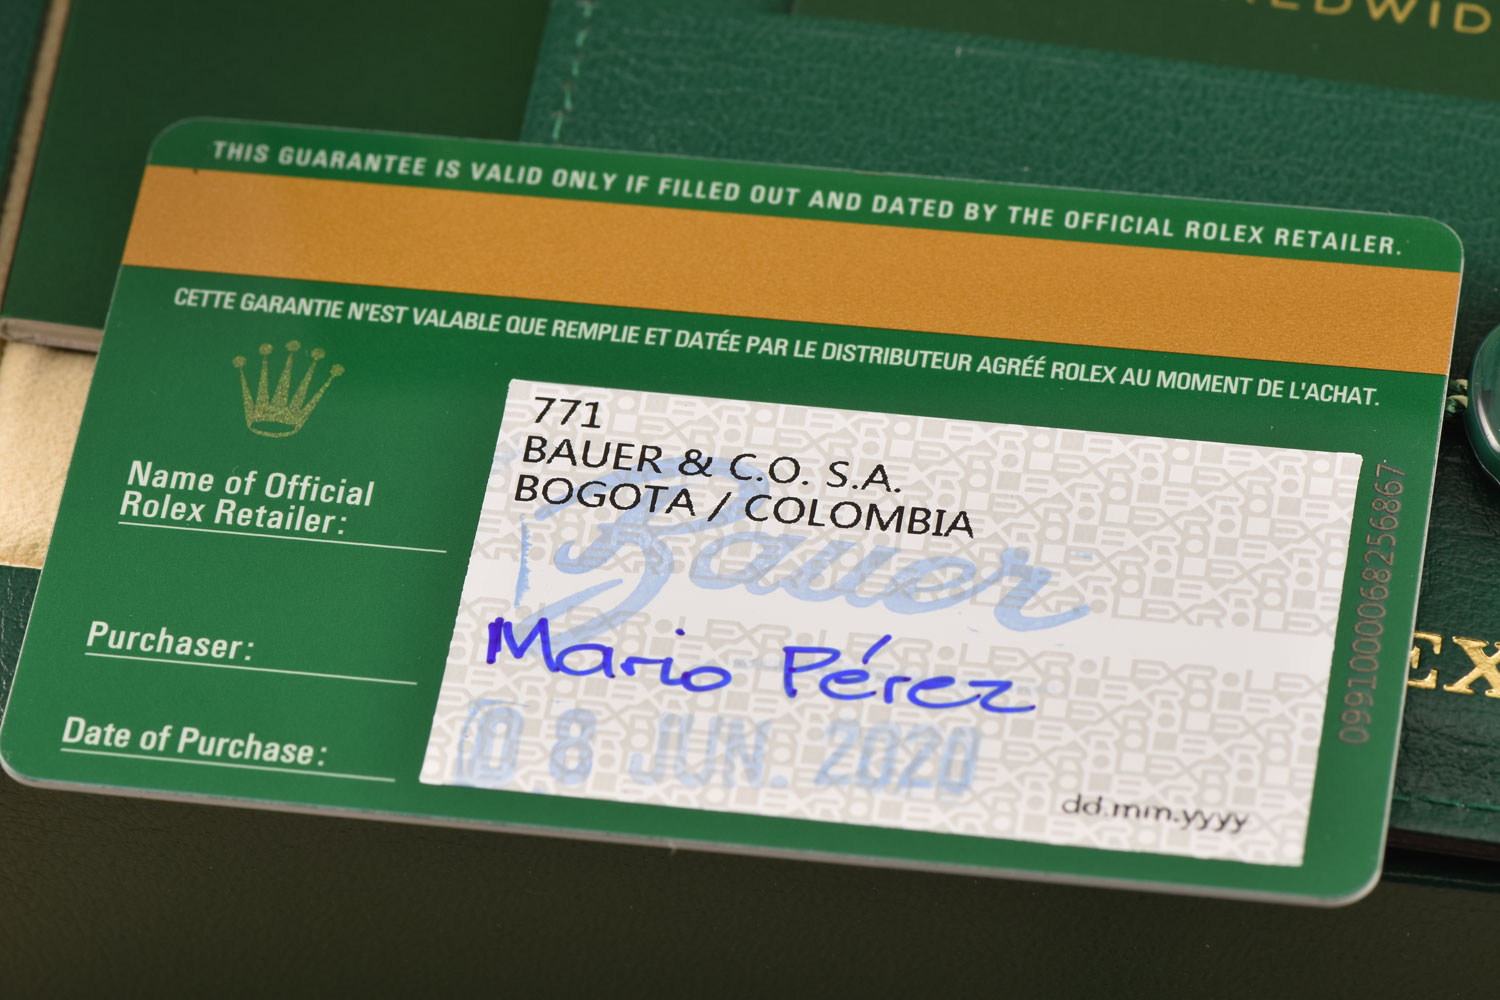 THIS GUARANTEE IS VALID ONLY IF FILLED OUT AND DATED BY THE OFFICIAL ROLEX RETAILER.
CETTE GARANTIE N'EST VALABLE QUE REMPLIE ET DATÉE PAR LE DISTRIBUTEUR AGRÉÉ ROLEX AU MOMENT DE L'ACHAT.
Name of Official
Rolex Retailer:
771
BAUER & C.O. S.A.
BOGOTA / COLOMBIA
Bauer
Purchaser:
Mario Pérez
Date of Purchase:
08 JUN. 2020
dd.mm.yyyy
0991000068256867